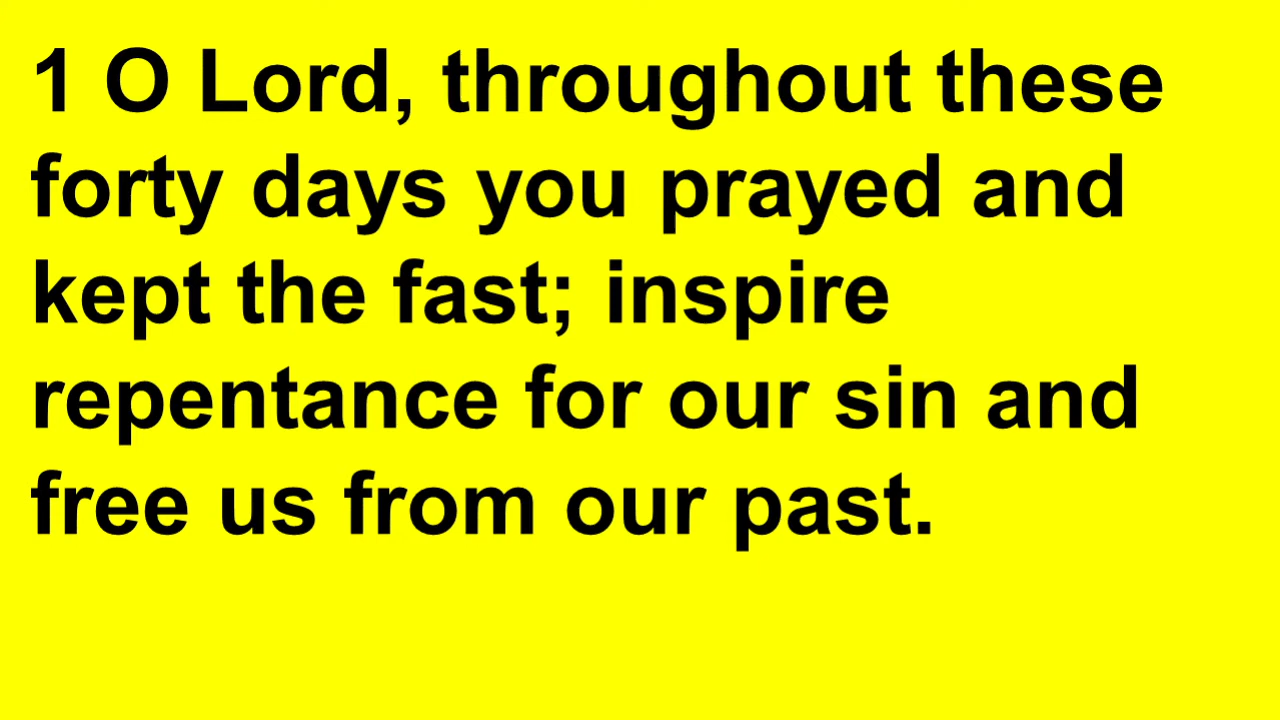 1 O Lord, throughout these
forty days you prayed and
kept the fast; inspire
repentance for our sin and
free us from our past.